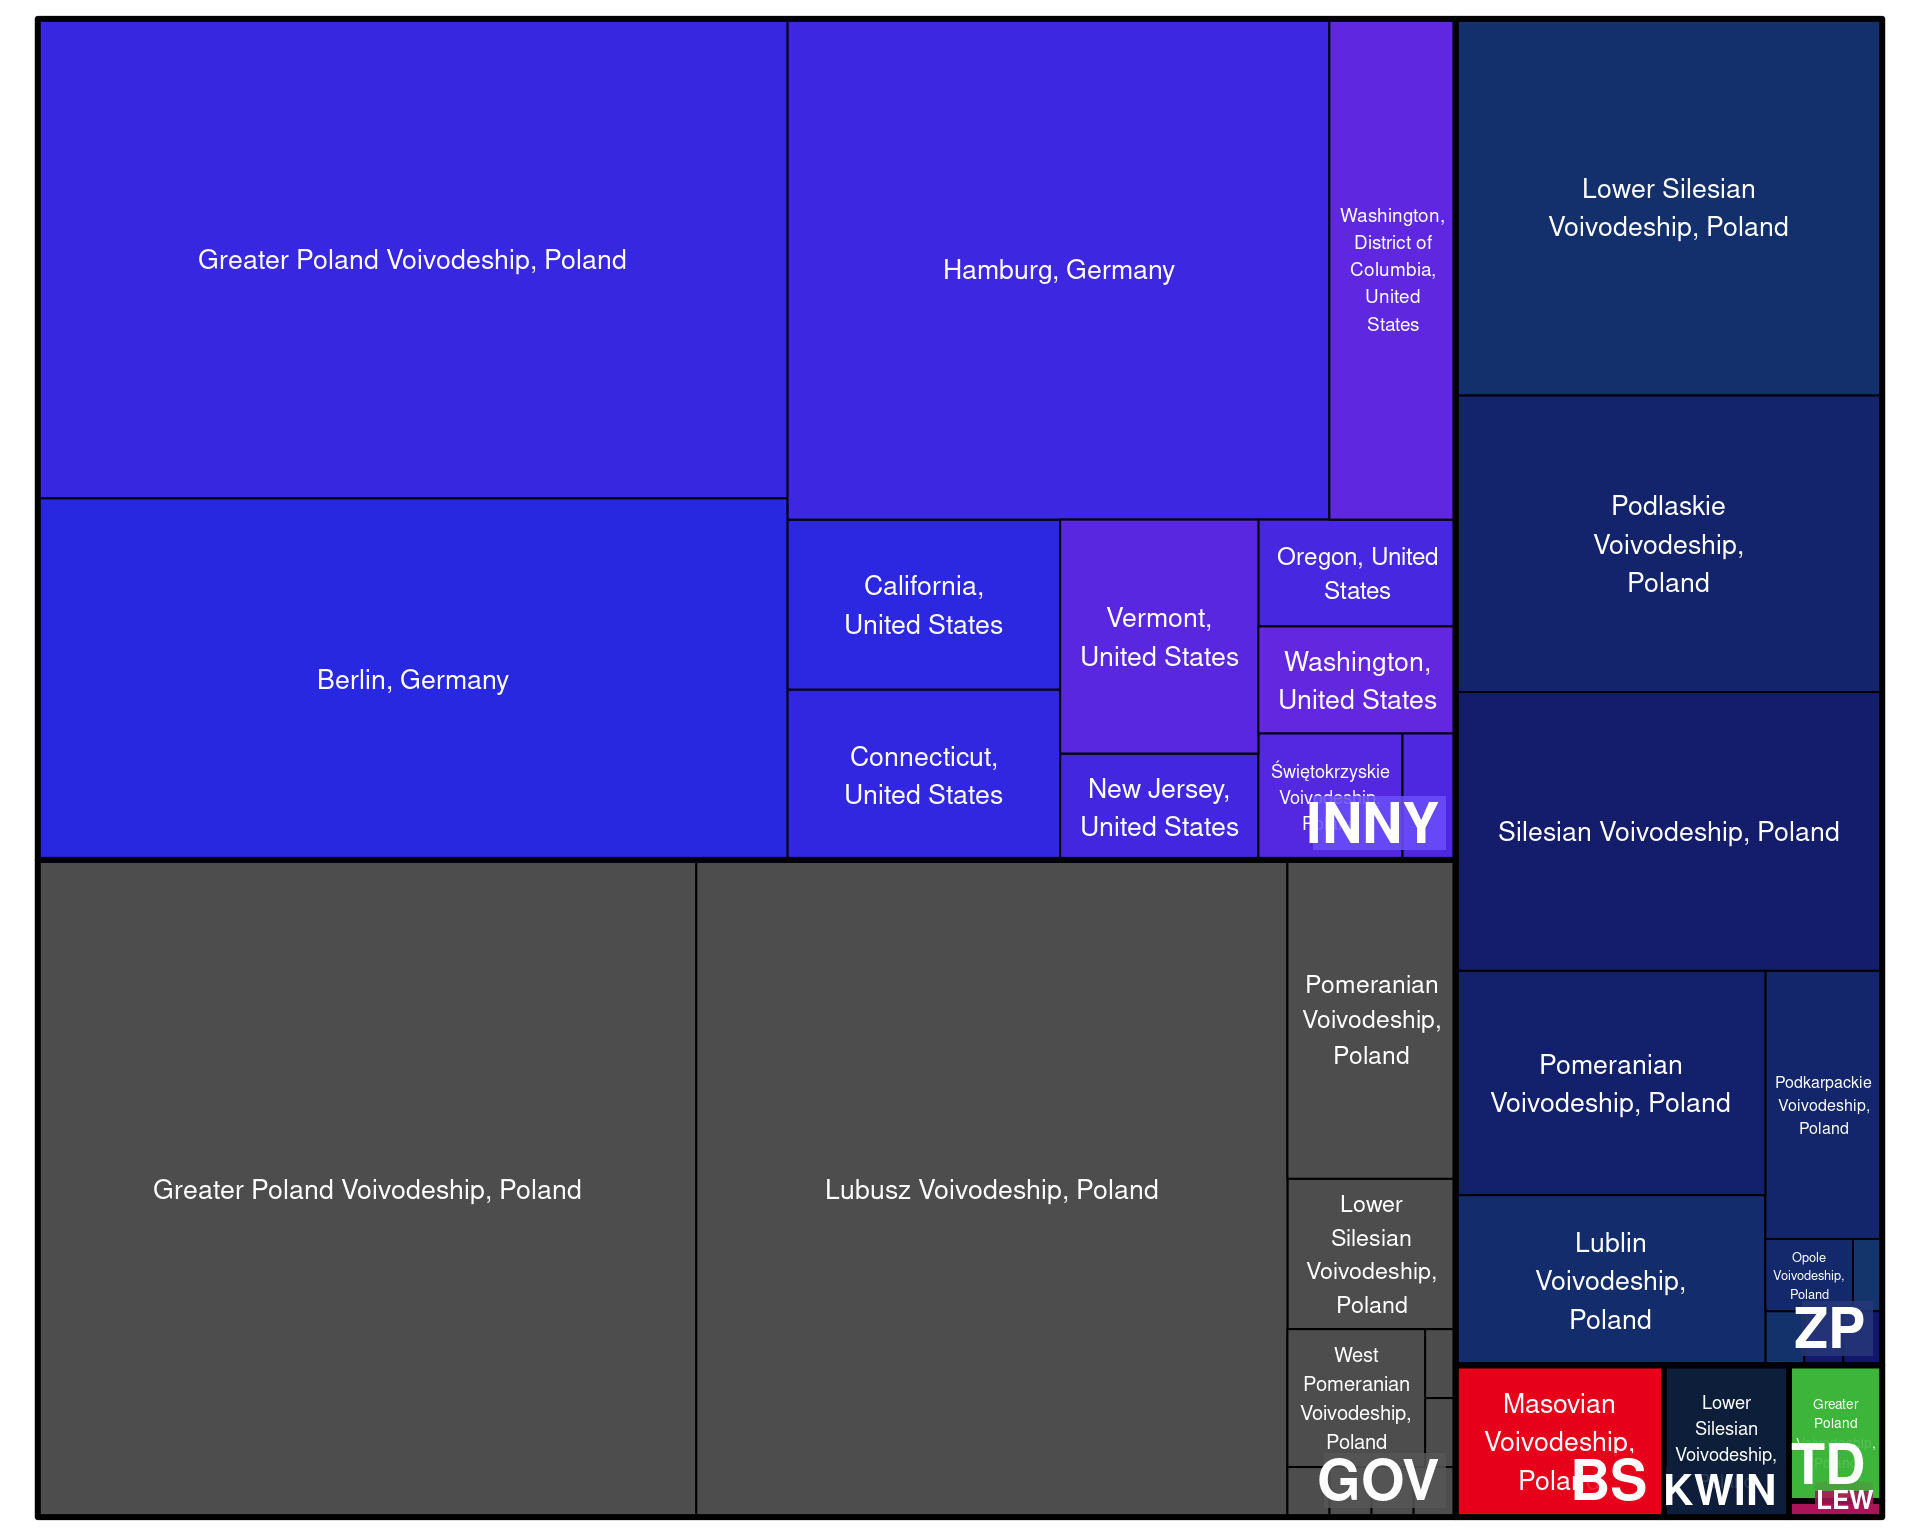 Greater Poland Voivodeship, Poland
Berlin, Germany
Hamburg, Germany
Washington,
District of
Columbia,
United
States
California,
United States
Connecticut,
United States
Vermont,
United States
New Jersey,
United States
Oregon, United
States
Washington,
United States
Świętokrzyskie
Voivodeship,
INNY
Greater Poland Voivodeship, Poland
Lubusz Voivodeship, Poland
Pomeranian
Voivodeship,
Poland
Lower
Silesian
Voivodeship,
Poland
West
Pomeranian
Voivodeship,
Poland
GOV
Lower Silesian
Voivodeship, Poland
Podlaskie
Voivodeship,
Poland
Silesian Voivodeship, Poland
Pomeranian
Voivodeship, Poland
Podkarpackie
Voivodeship,
Poland
Lublin
Voivodeship,
Poland
Opole
Voivodeship,
Poland
ZP
Masovian
Voivodeship,
Poland
BS
Lower
Silesian
Voivodeship,
KWIN
Greater
Poland
TD
LEW